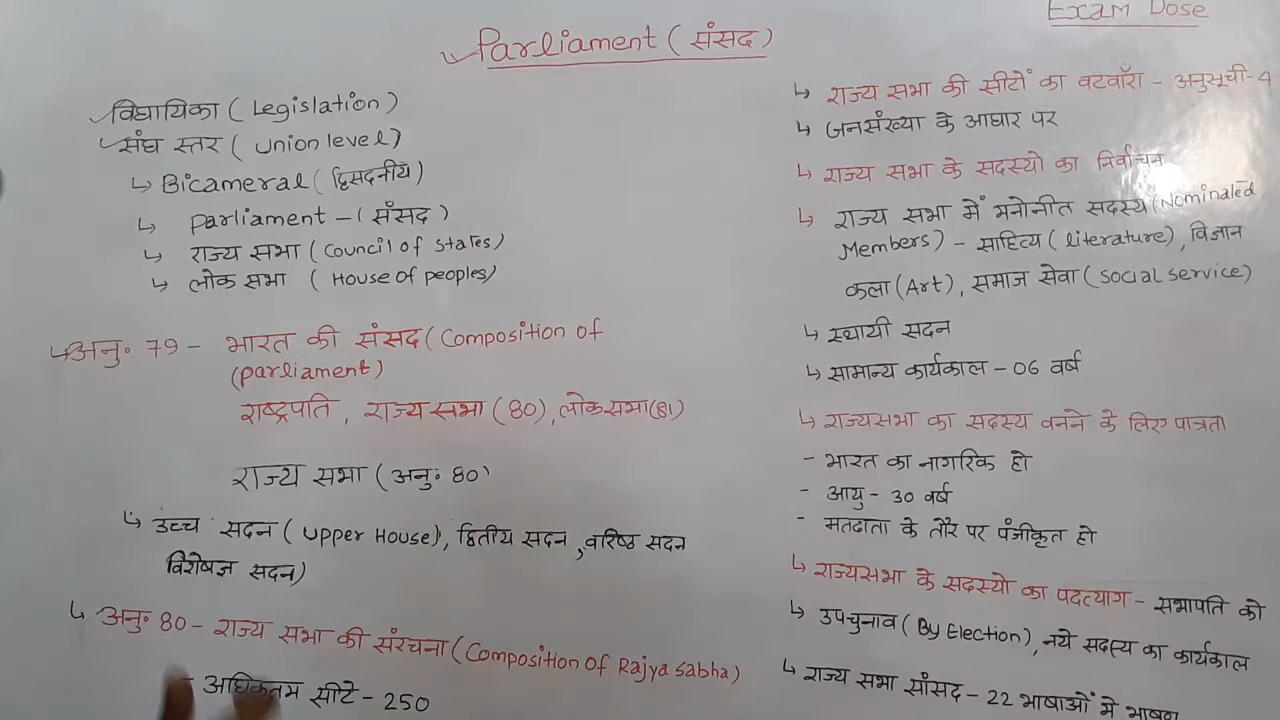 Exam Dose
Parliament (संसद)
विधायिका (Legislation)
संघ स्तर (Union level)
↳ Bicameral (द्विसदनीय)
↳ Parliament - (संसद)
↳ राज्य सभा (Council of States)
↳ लोक सभा (House of peoples)
↳ अनु॰ 79 - भारत की संसद (Composition of
(parliament)
राष्ट्रपति, राज्य सभा (80), लोकसभा (81)
राज्य सभा (अनु॰ 80)
↳ उच्च सदन (Upper House), द्वितीय सदन, वरिष्ठ सदन
विशेषज्ञ सदन)
↳ अनु॰ 80 - राज्य सभा की संरचना (Composition of Rajya Sabha)
- अधिकतम सीटे - 250
↳ राज्य सभा की सीटों का वटवाँरा - अनुसूची-4
↳ जनसंख्या के आधार पर
↳ राज्य सभा के सदस्यो का निर्वाचन
↳ राज्य सभा में मनोनीत सदस्य (Nominated
Members) - साहित्य (literature), विज्ञान
कला (Art), समाज सेवा (Social Service)
↳ स्थायी सदन
↳ सामान्य कार्यकाल - 06 वर्ष
↳ राज्यसभा का सदस्य वनने के लिए पात्रता
- भारत का नागरिक हो
- आयु - 30 वर्ष
- मतदाता के तौर पर पंजीकृत हो
↳ राज्यसभा के सदस्यो का पदत्याग - सभापति को
↳ उपचुनाव (By Election), नये सदस्य का कार्यकाल
↳ राज्य सभा सांसद - 22 भाषाओं मे भाषण